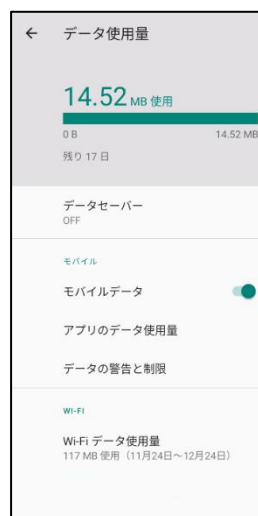 ← データ使用量
14.52 MB 使用
0 B 14.52 MB
残り 17 日
データセーバー
OFF
モバイル
モバイルデータ
アプリのデータ使用量
データの警告と制限
WI-FI
Wi-Fi データ使用量
117 MB 使用（11月24日～12月24日）